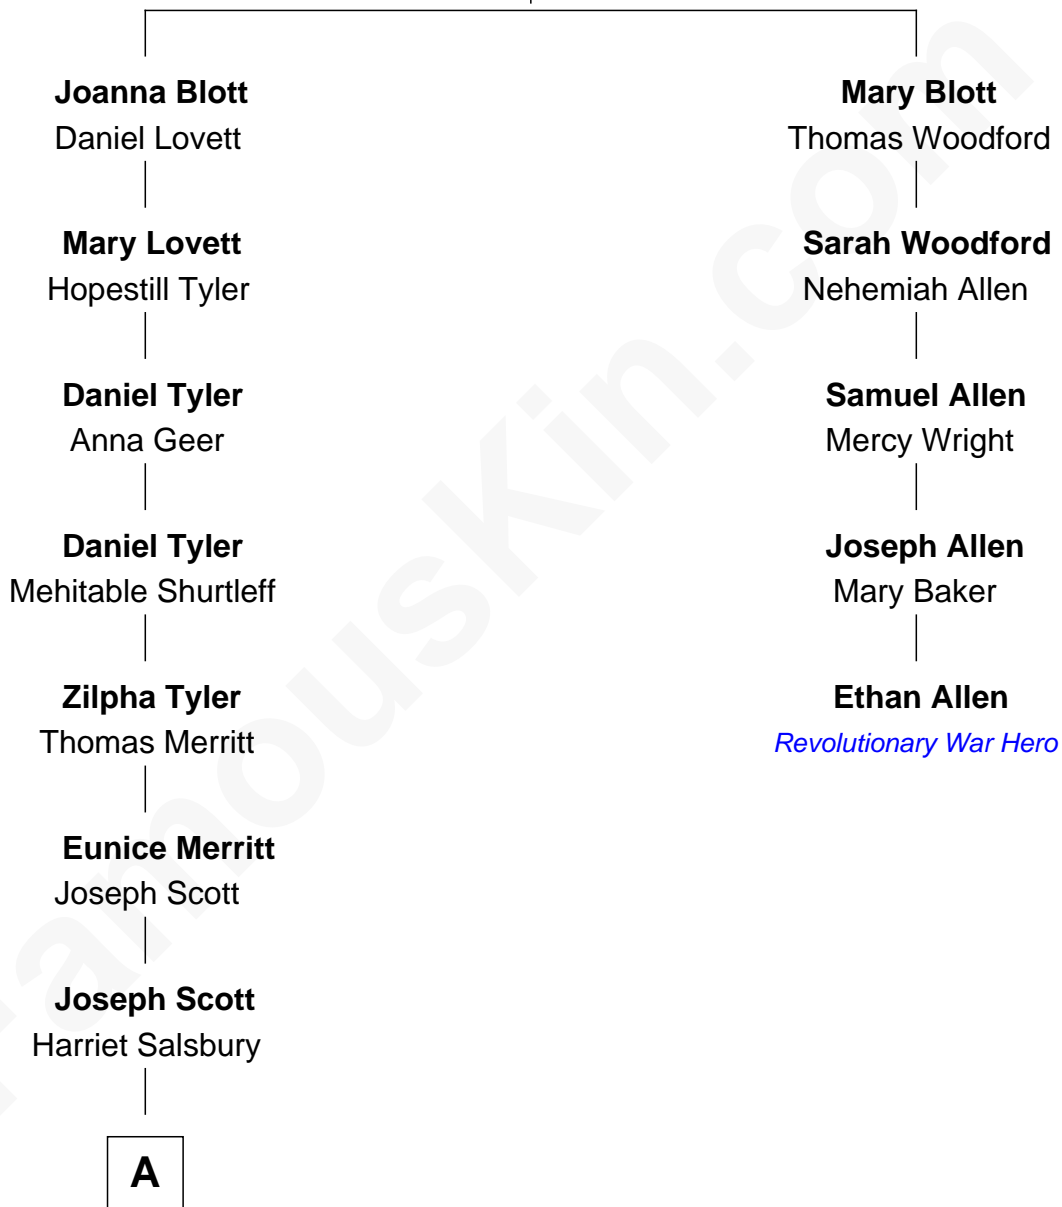 Joanna Blott
Daniel Lovett
Mary Blott
Thomas Woodford
Mary Lovett
Hopestill Tyler
Sarah Woodford
Nehemiah Allen
Daniel Tyler
Anna Geer
Samuel Allen
Mercy Wright
Daniel Tyler
Mehitable Shurtleff
Joseph Allen
Mary Baker
Zilpha Tyler
Thomas Merritt
Ethan Allen
Revolutionary War Hero
Eunice Merritt
Joseph Scott
Joseph Scott
Harriet Salsbury
A
FamousKin.com